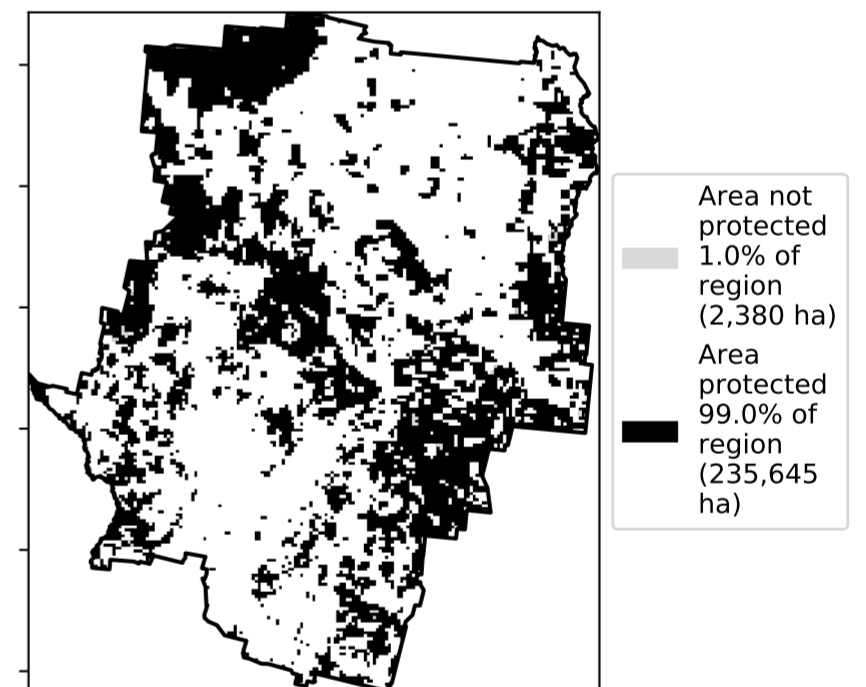 Area not
protected
1.0% of
region
(2,380 ha)
Area
protected
99.0% of
region
(235,645
ha)